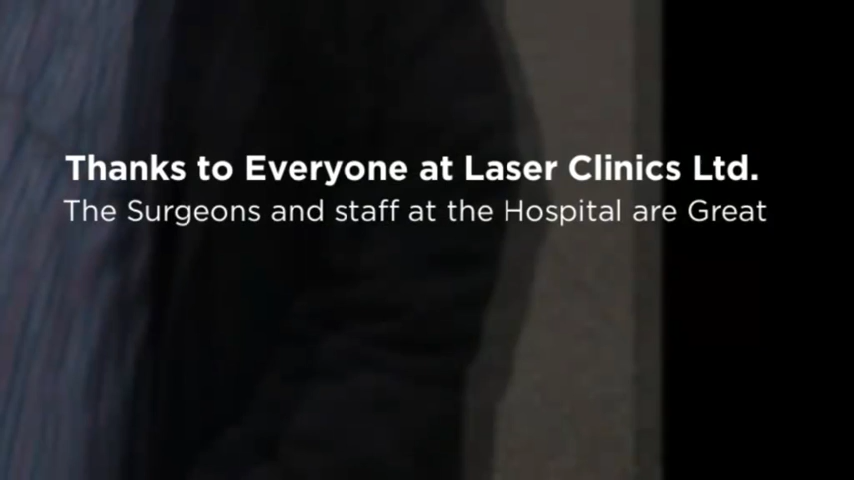 Thanks to Everyone at Laser Clinics Ltd.
The Surgeons and staff at the Hospital are Great